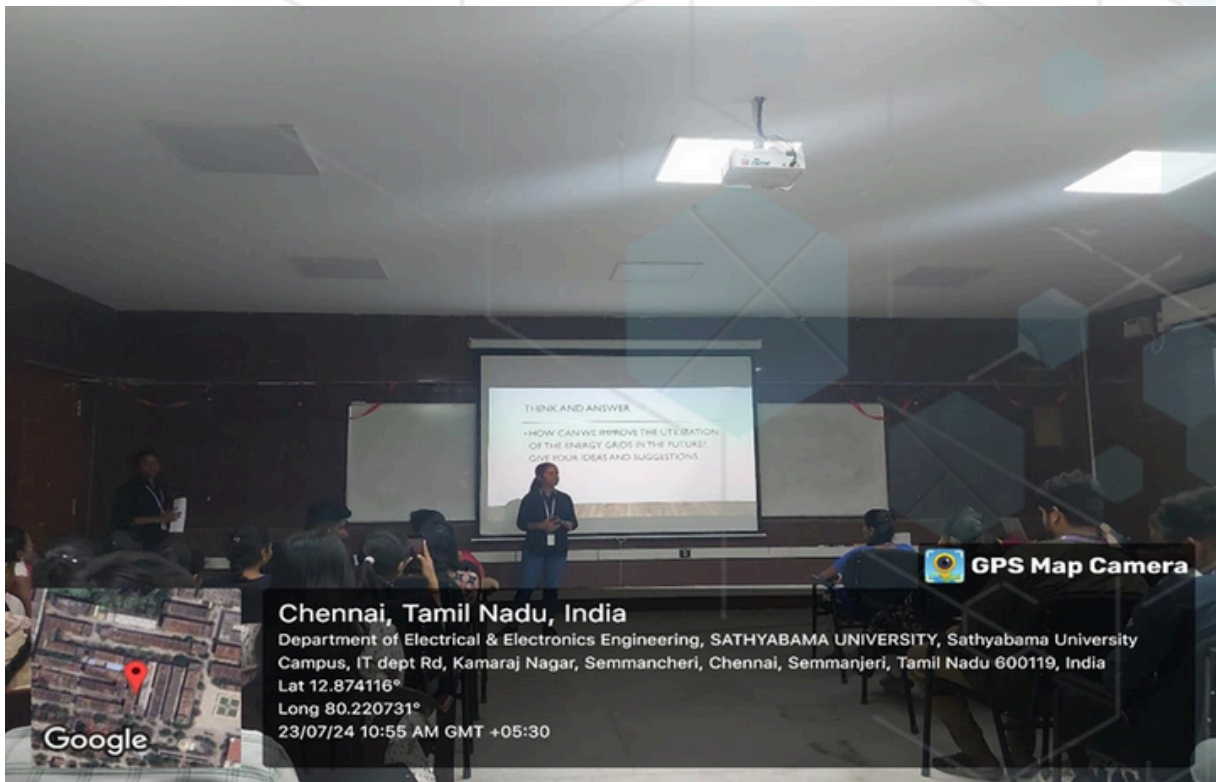 THINK AND ANSWER
• HOW CAN WE IMPROVE THE UTILIZATION
OF THE ENERGY GRIDS IN THE FUTURE?
GIVE YOUR IDEAS AND SUGGESTIONS
GPS Map Camera
Chennai, Tamil Nadu, India
Department of Electrical & Electronics Engineering, SATHYABAMA UNIVERSITY, Sathyabama University
Campus, IT dept Rd, Kamaraj Nagar, Semmancheri, Chennai, Semmanjeri, Tamil Nadu 600119, India
Lat 12.874116°
Long 80.220731°
23/07/24 10:55 AM GMT +05:30
Google